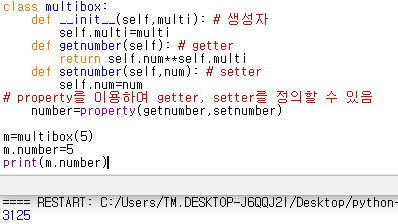 class multibox:
    def __init__(self,multi): # 생성자
        self.multi=multi
    def getnumber(self): # getter
        return self.num**self.multi
    def setnumber(self,num): # setter
        self.num=num
# property를 이용하여 getter, setter를 정의할 수 있음
    number=property(getnumber,setnumber)

m=multibox(5)
m.number=5
print(m.number)
==== RESTART: C:/Users/TM.DESKTOP-J6QQJ2I/Desktop/python-
3125